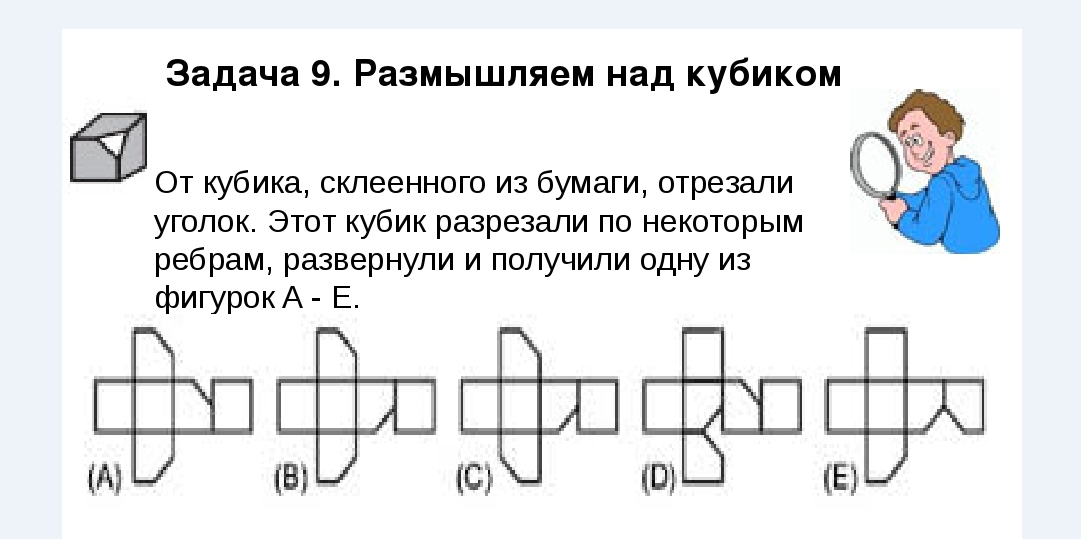 Задача 9. Размышляем над кубиком
От кубика, склеенного из бумаги, отрезали
уголок. Этот кубик разрезали по некоторым
ребрам, развернули и получили одну из
фигурок А - Е.
(A) (B) (C) (D) (E)